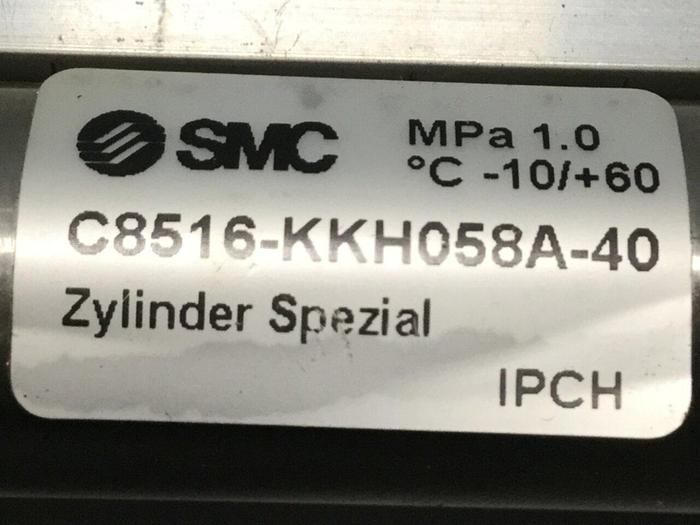 SMC MPa 1.0
°C -10/+60
C8516-KKH058A-40
Zylinder Spezial
IPCH